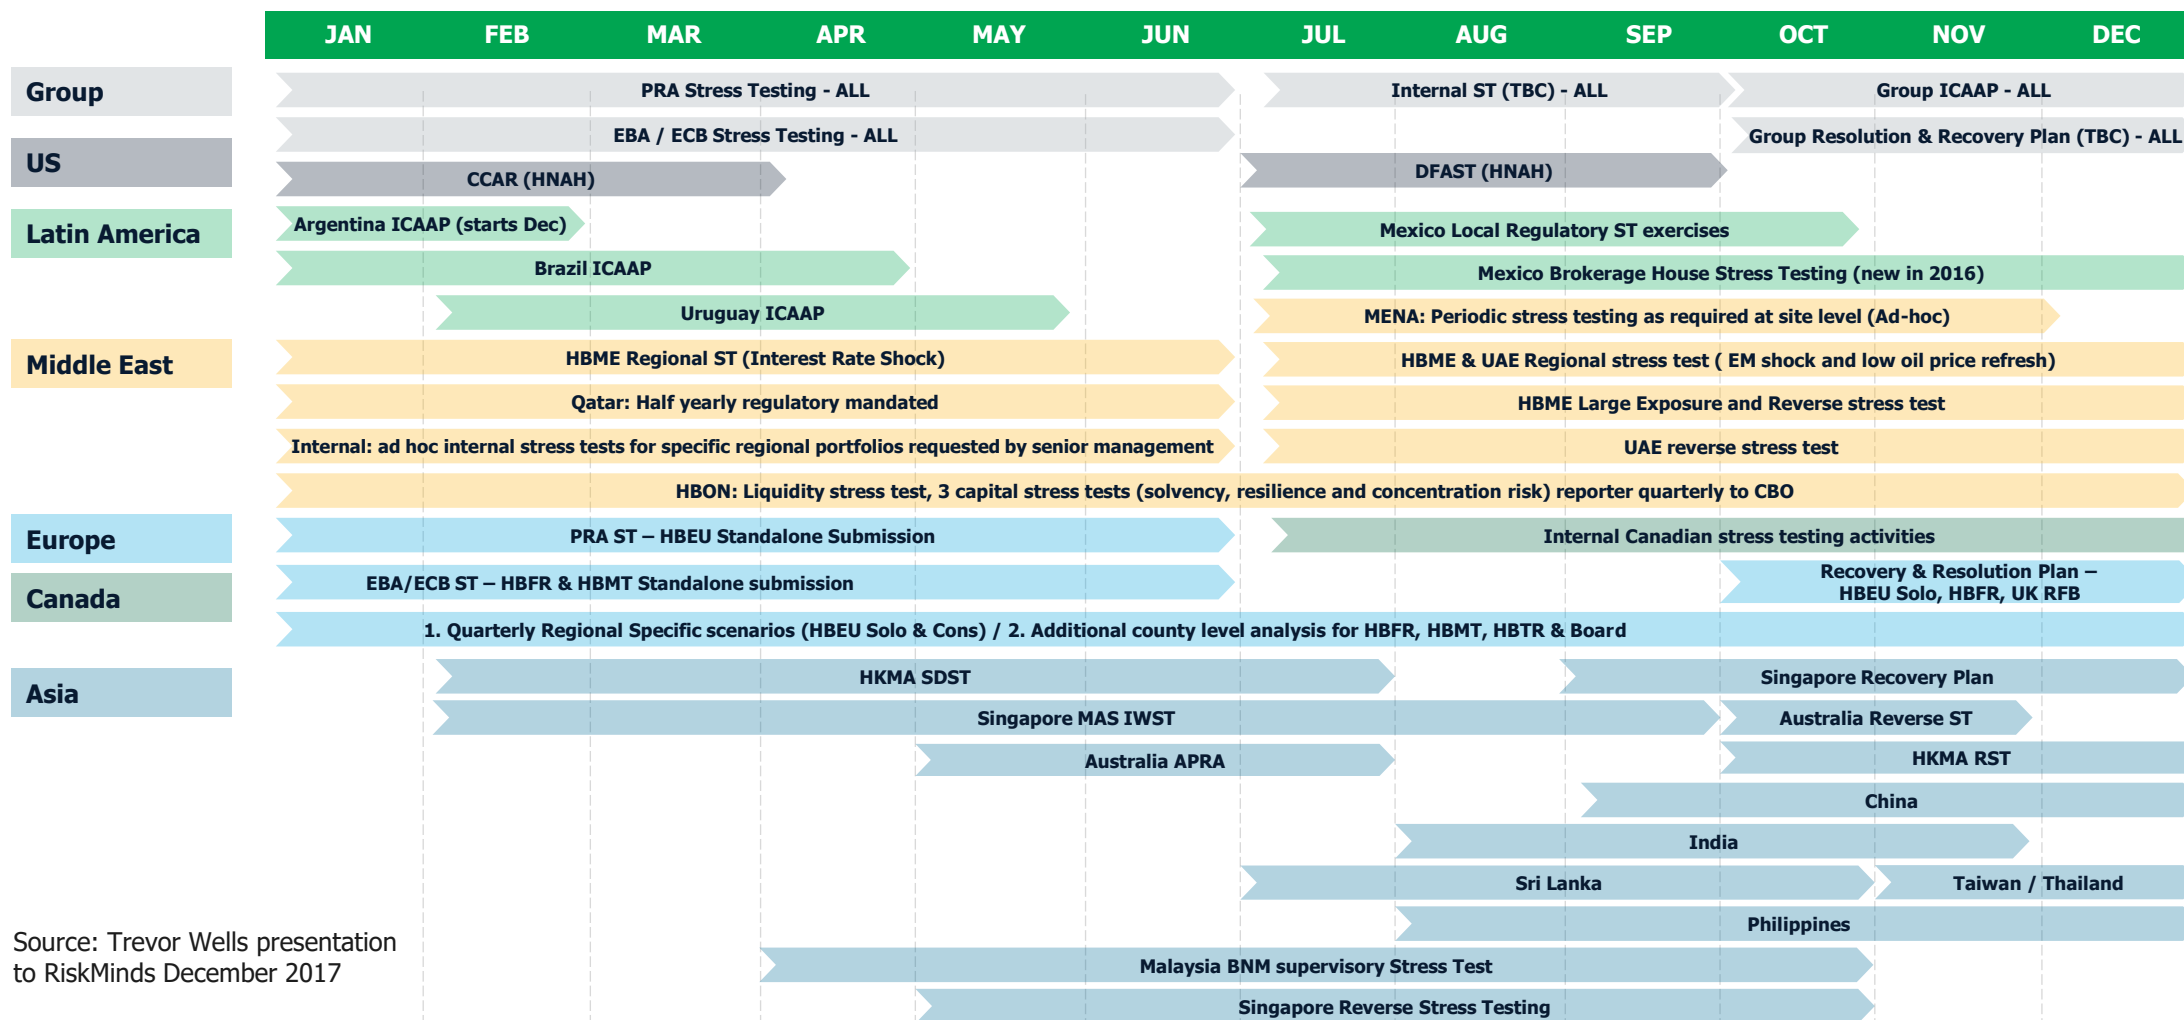 JAN FEB MAR APR MAY JUN JUL AUG SEP OCT NOV DEC
Group
PRA Stress Testing - ALL
Internal ST (TBC) - ALL
Group ICAAP - ALL
EBA / ECB Stress Testing - ALL
Group Resolution & Recovery Plan (TBC) - ALL
US
CCAR (HNAH)
DFAST (HNAH)
Latin America
Argentina ICAAP (starts Dec)
Mexico Local Regulatory ST exercises
Brazil ICAAP
Mexico Brokerage House Stress Testing (new in 2016)
Uruguay ICAAP
MENA: Periodic stress testing as required at site level (Ad-hoc)
Middle East
HBME Regional ST (Interest Rate Shock)
HBME & UAE Regional stress test ( EM shock and low oil price refresh)
Qatar: Half yearly regulatory mandated
HBME Large Exposure and Reverse stress test
Internal: ad hoc internal stress tests for specific regional portfolios requested by senior management
UAE reverse stress test
HBON: Liquidity stress test, 3 capital stress tests (solvency, resilience and concentration risk) reporter quarterly to CBO
Europe
PRA ST – HBEU Standalone Submission
Internal Canadian stress testing activities
Canada
EBA/ECB ST – HBFR & HBMT Standalone submission
Recovery & Resolution Plan –
HBEU Solo, HBFR, UK RFB
1. Quarterly Regional Specific scenarios (HBEU Solo & Cons) / 2. Additional county level analysis for HBFR, HBMT, HBTR & Board
Asia
HKMA SDST
Singapore Recovery Plan
Singapore MAS IWST
Australia Reverse ST
Australia APRA
HKMA RST
China
India
Sri Lanka
Taiwan / Thailand
Philippines
Malaysia BNM supervisory Stress Test
Singapore Reverse Stress Testing
Source: Trevor Wells presentation
to RiskMinds December 2017